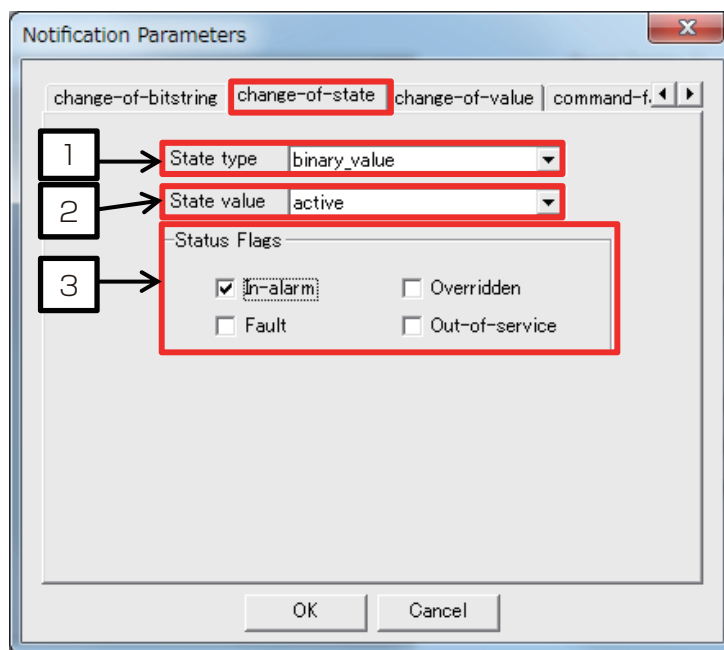 Notification Parameters
change-of-bitstring change-of-state change-of-value command-f
1 State type binary_value
2 State value active
Status Flags
3 In-alarm Overridden
Fault Out-of-service
OK Cancel